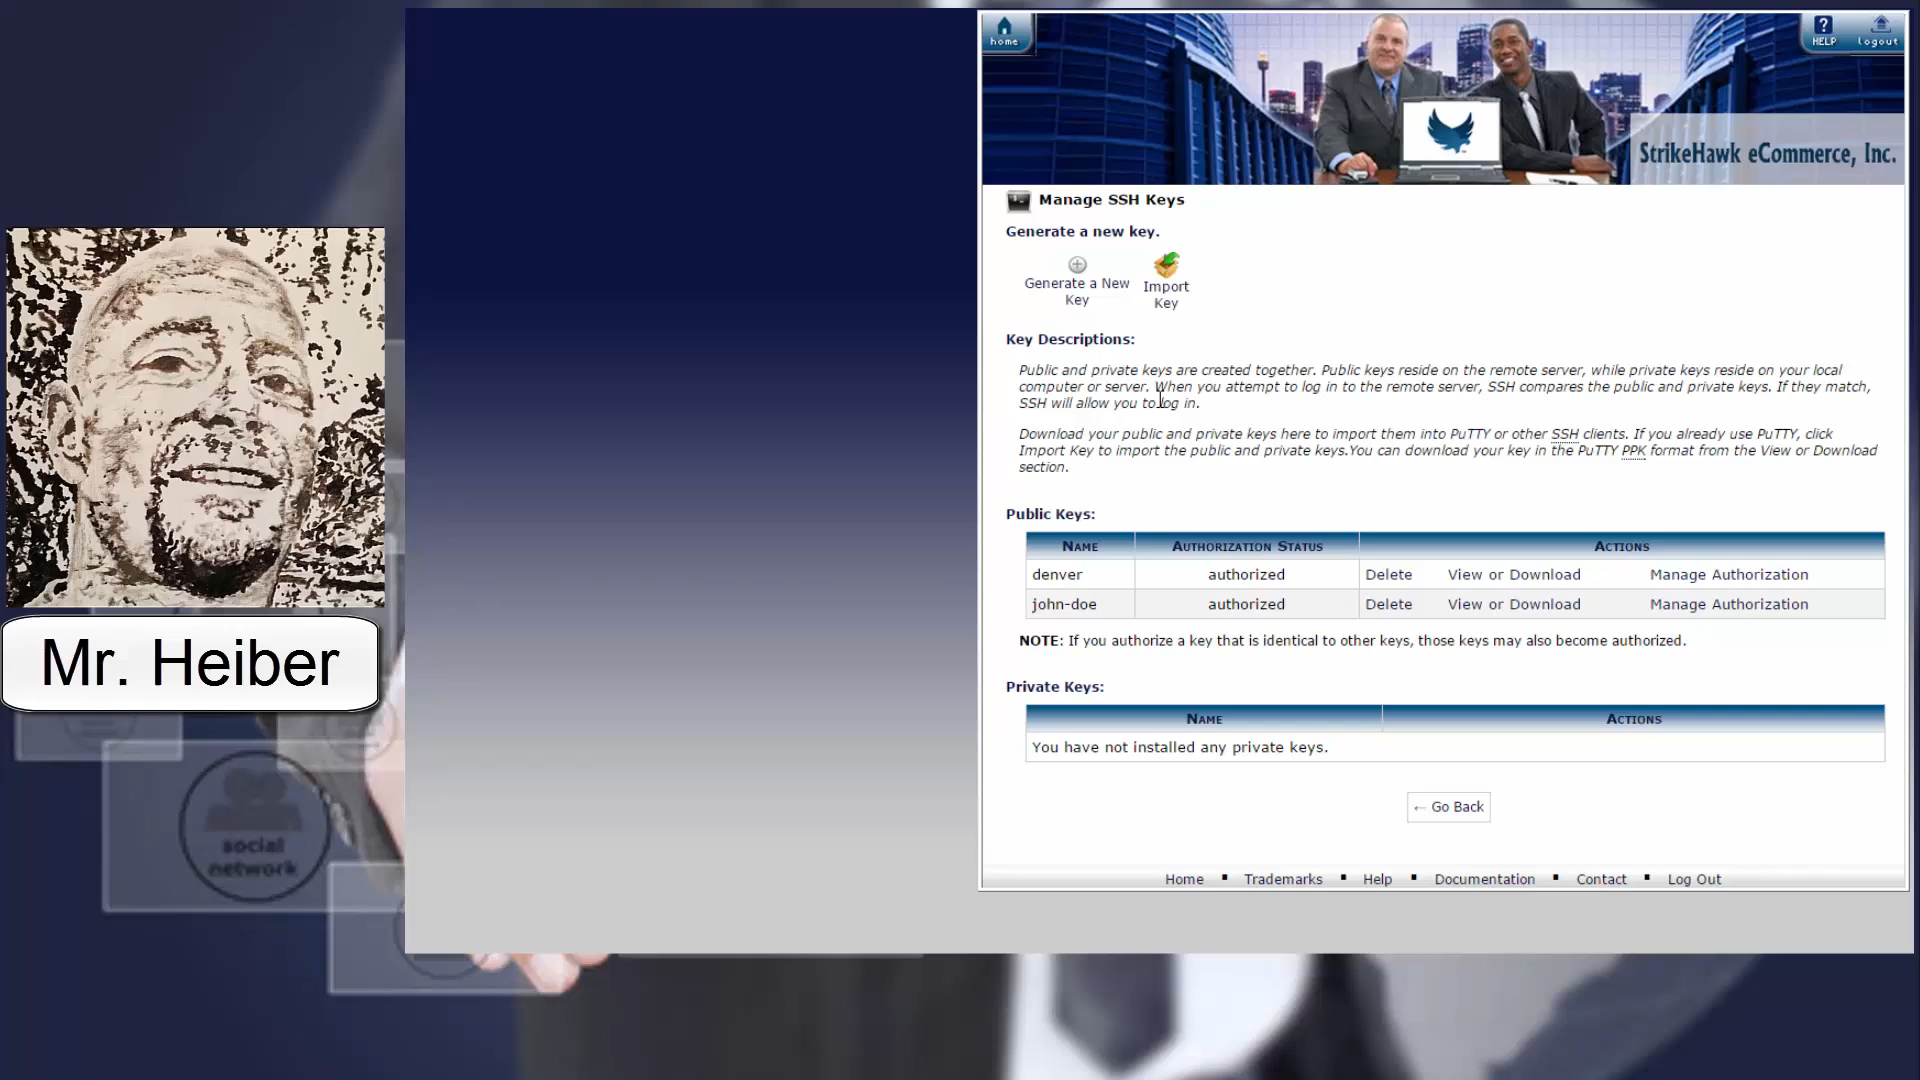 home
HELP
logout
StrikeHawk eCommerce, Inc.
Manage SSH Keys
Generate a new key.
Generate a New
Key
Import
Key
Key Descriptions:
Public and private keys are created together. Public keys reside on the remote server, while private keys reside on your local
computer or server. When you attempt to log in to the remote server, SSH compares the public and private keys. If they match,
SSH will allow you to log in.
Download your public and private keys here to import them into PuTTY or other SSH clients. If you already use PuTTY, click
Import Key to import the public and private keys.You can download your key in the PuTTY PPK format from the View or Download
section.
Public Keys:
NAME AUTHORIZATION STATUS ACTIONS
denver authorized Delete View or Download Manage Authorization
john-doe authorized Delete View or Download Manage Authorization
NOTE: If you authorize a key that is identical to other keys, those keys may also become authorized.
Private Keys:
NAME ACTIONS
You have not installed any private keys.
← Go Back
Home ▪ Trademarks ▪ Help ▪ Documentation ▪ Contact ▪ Log Out
Mr. Heiber
social
network